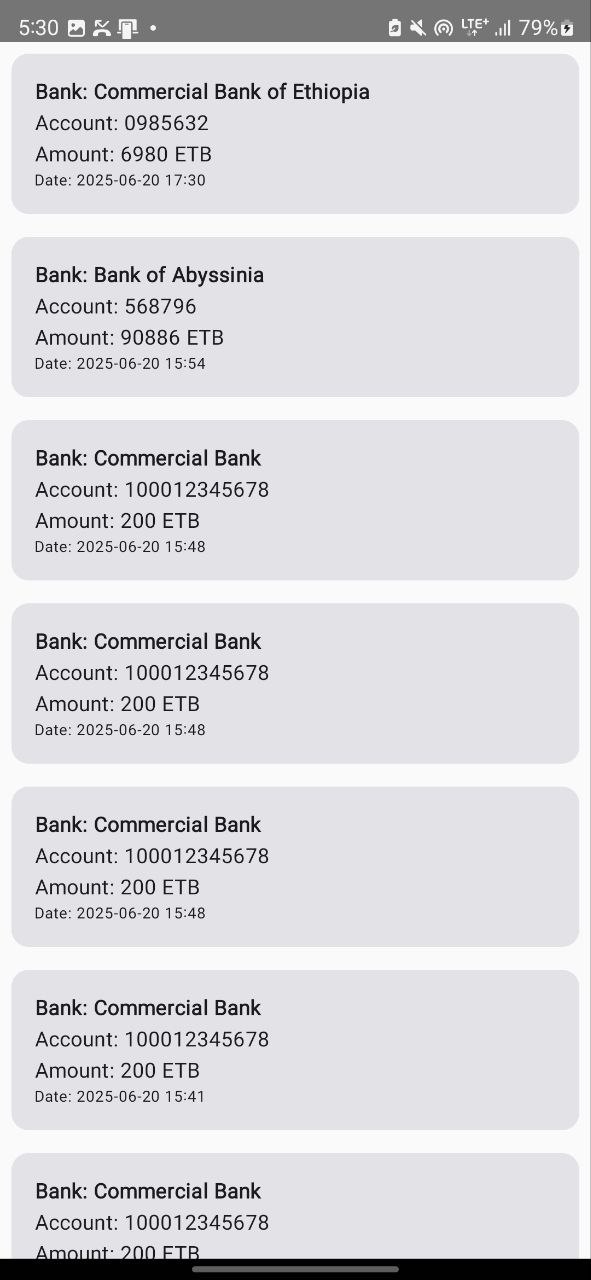 5:30 LTE+ 79%
Bank: Commercial Bank of Ethiopia
Account: 0985632
Amount: 6980 ETB
Date: 2025-06-20 17:30
Bank: Bank of Abyssinia
Account: 568796
Amount: 90886 ETB
Date: 2025-06-20 15:54
Bank: Commercial Bank
Account: 100012345678
Amount: 200 ETB
Date: 2025-06-20 15:48
Bank: Commercial Bank
Account: 100012345678
Amount: 200 ETB
Date: 2025-06-20 15:48
Bank: Commercial Bank
Account: 100012345678
Amount: 200 ETB
Date: 2025-06-20 15:48
Bank: Commercial Bank
Account: 100012345678
Amount: 200 ETB
Date: 2025-06-20 15:41
Bank: Commercial Bank
Account: 100012345678
Amount: 200 ETB